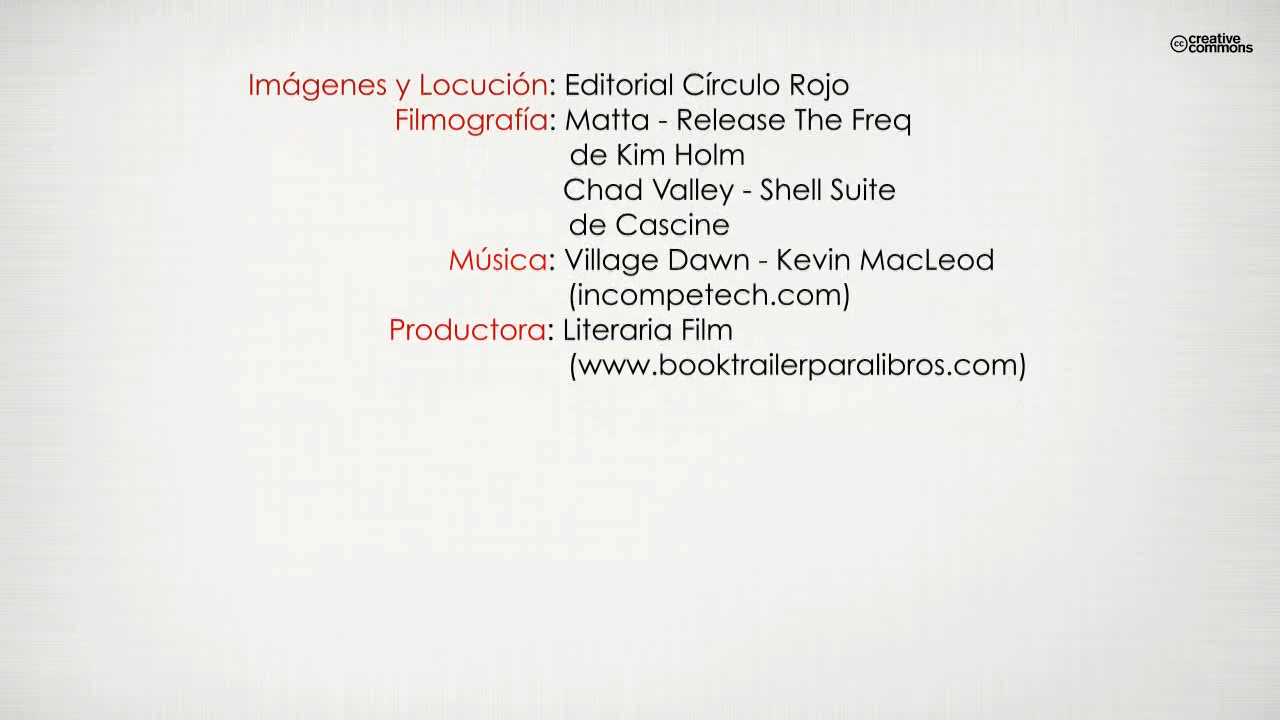 cc creative commons
Imágenes y Locución: Editorial Círculo Rojo
Filmografía: Matta - Release The Freq
de Kim Holm
Chad Valley - Shell Suite
de Cascine
Música: Village Dawn - Kevin MacLeod
(incompetech.com)
Productora: Literaria Film
(www.booktrailerparalibros.com)